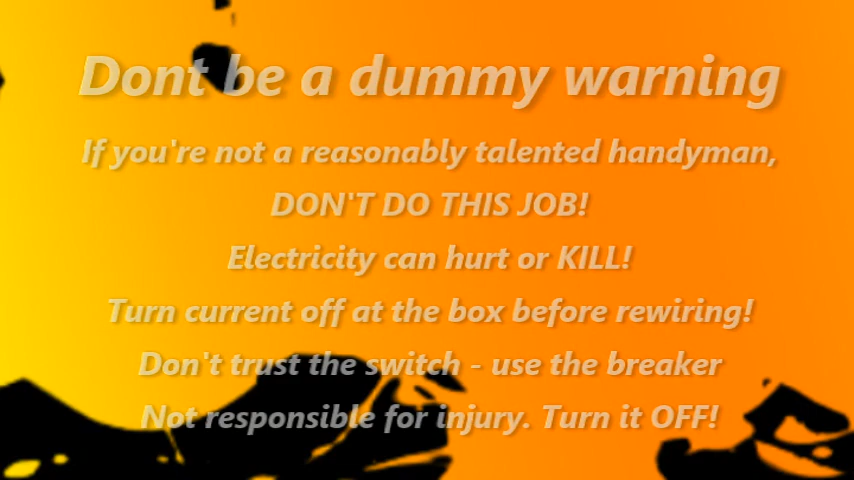 Dont be a dummy warning
If you're not a reasonably talented handyman,
DON'T DO THIS JOB!
Electricity can hurt or KILL!
Turn current off at the box before rewiring!
Don't trust the switch - use the breaker
Not responsible for injury. Turn it OFF!